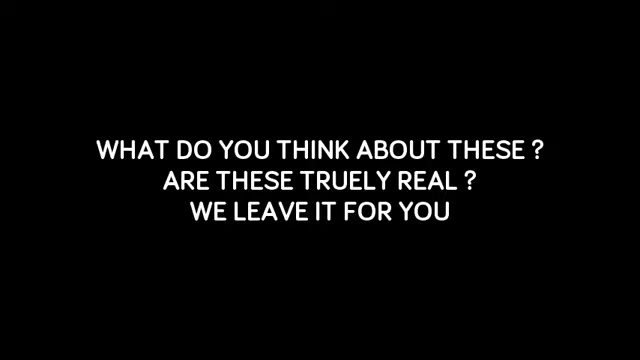 WHAT DO YOU THINK ABOUT THESE ?
ARE THESE TRUELY REAL ?
WE LEAVE IT FOR YOU